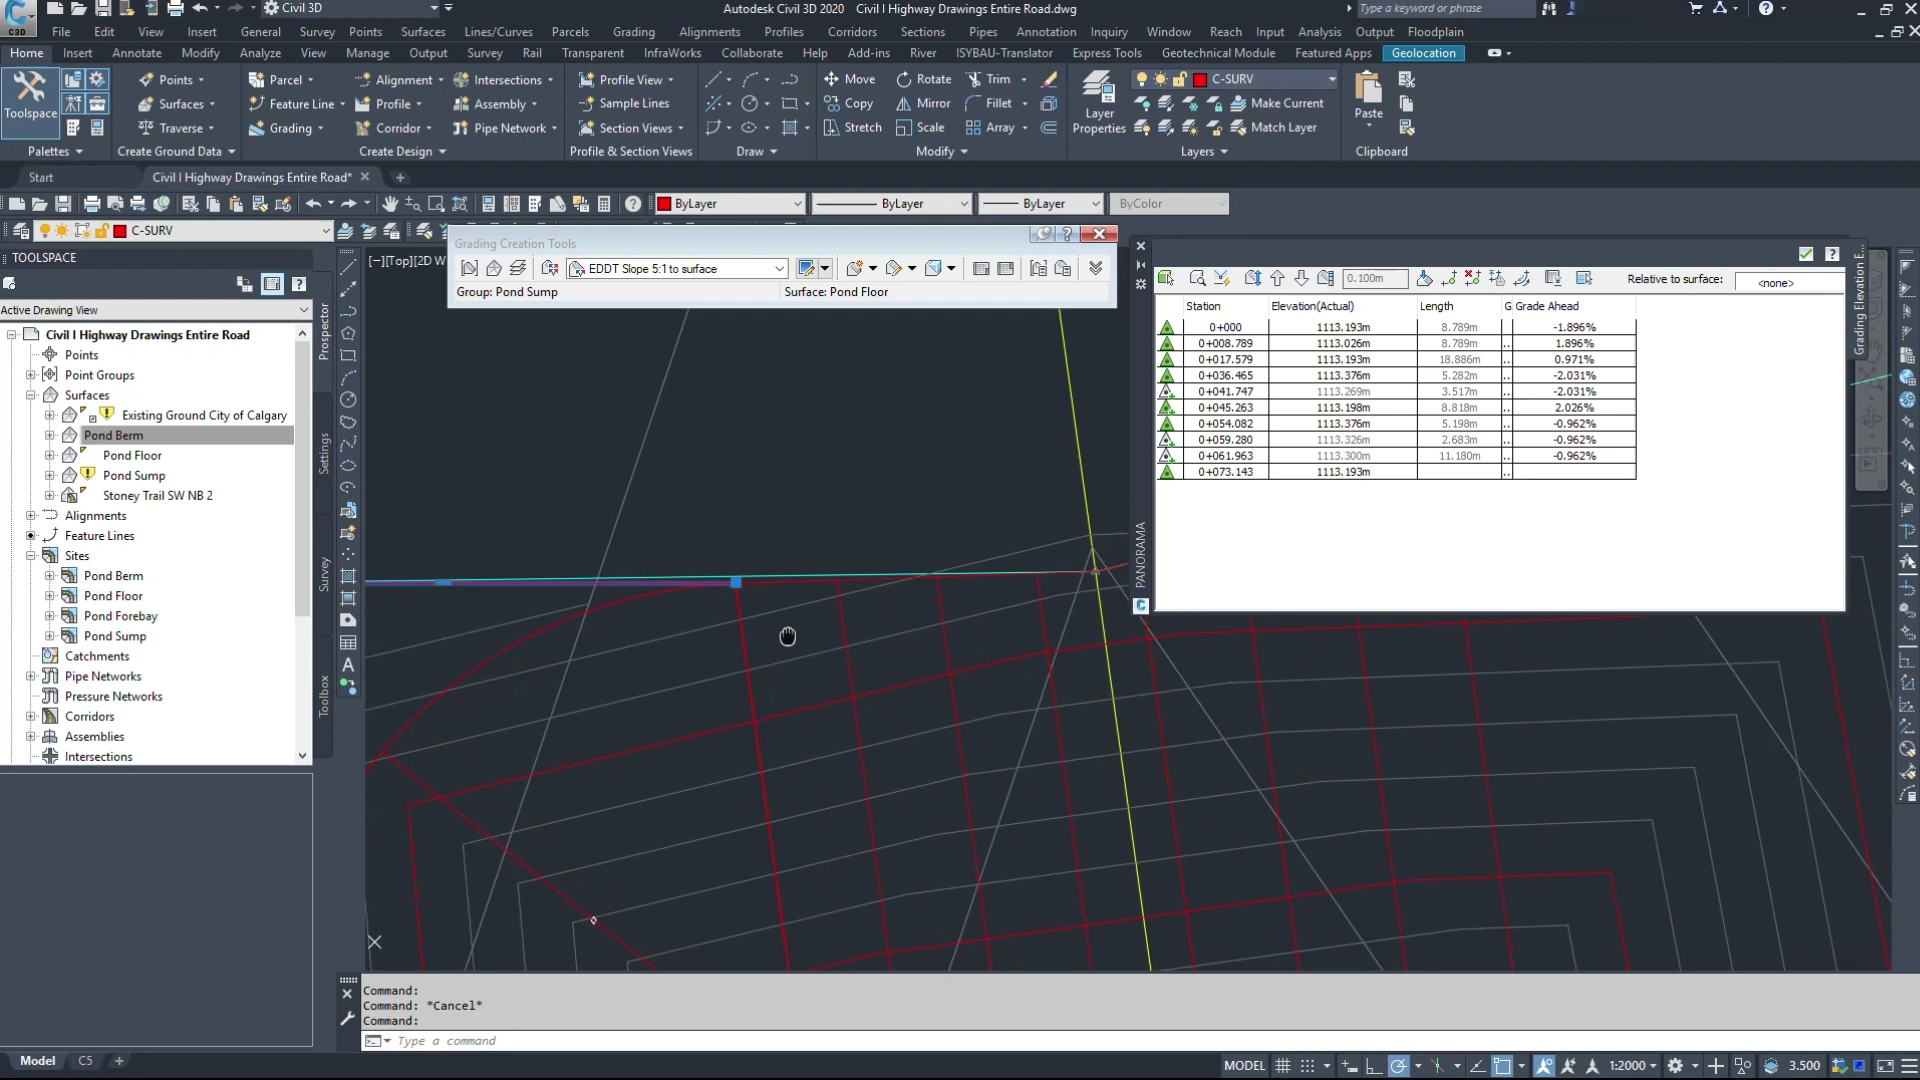 Civil 3D
Autodesk Civil 3D 2020 Civil I Highway Drawings Entire Road.dwg
Type a keyword or phrase
C3D
File Edit View Insert General Survey Points Surfaces Lines/Curves Parcels Grading Alignments Profiles Corridors Sections Pipes Annotation Inquiry Window Reach Input Analysis Output Floodplain
Home Insert Annotate Modify Analyze View Manage Output Survey Rail Transparent InfraWorks Collaborate Help Add-ins River ISYBAU-Translator Express Tools Geotechnical Module Featured Apps Geolocation
Points Parcel Alignment Intersections Profile View Move Rotate Trim C-SURV
Toolspace Surfaces Feature Line Profile Assembly Sample Lines Copy Mirror Fillet Layer Properties Make Current Paste
Traverse Grading Corridor Pipe Network Section Views Stretch Scale Array Match Layer
Palettes Create Ground Data Create Design Profile & Section Views Draw Modify Layers Clipboard
Start Civil I Highway Drawings Entire Road*
ByLayer ByLayer ByLayer ByColor
C-SURV
TOOLSPACE
Active Drawing View
Civil I Highway Drawings Entire Road
Points
Point Groups
Surfaces
Existing Ground City of Calgary
Pond Berm
Pond Floor
Pond Sump
Stoney Trail SW NB 2
Alignments
Feature Lines
Sites
Pond Berm
Pond Floor
Pond Forebay
Pond Sump
Catchments
Pipe Networks
Pressure Networks
Corridors
Assemblies
Intersections
Prospector
Settings
Survey
Toolbox
[−][Top][2D W
Grading Creation Tools
EDDT Slope 5:1 to surface
Group: Pond Sump Surface: Pond Floor
0.100m Relative to surface: <none>
Station Elevation(Actual) Length G Grade Ahead
0+000 1113.193m 8.789m -1.896%
0+008.789 1113.026m 8.789m .. 1.896%
0+017.579 1113.193m 18.886m .. 0.971%
0+036.465 1113.376m 5.282m .. -2.031%
0+041.747 1113.269m 3.517m .. -2.031%
0+045.263 1113.198m 8.818m .. 2.026%
0+054.082 1113.376m 5.198m .. -0.962%
0+059.280 1113.326m 2.683m .. -0.962%
0+061.963 1113.300m 11.180m .. -0.962%
0+073.143 1113.193m ..
Grading Elevation E...
PANORAMA
Command:
Command: *Cancel*
Command:
Type a command
Model C5
MODEL 1:2000 3.500